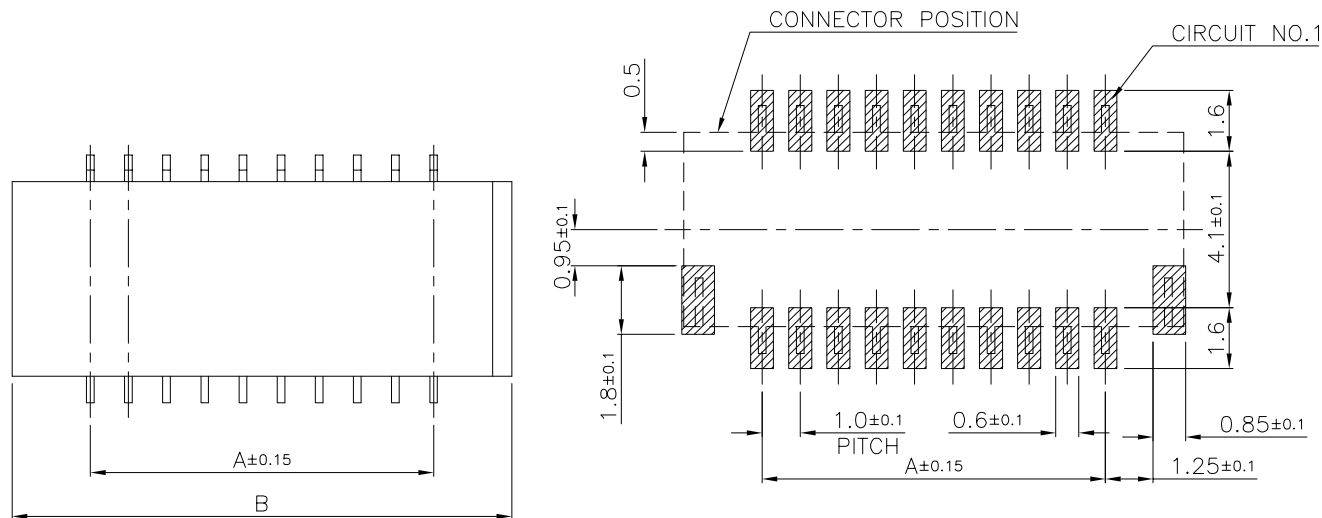 CONNECTOR POSITION
CIRCUIT NO.1
0.5
1.6
0.95±0.1
4.1±0.1
1.8±0.1
1.6
1.0±0.1
PITCH
0.6±0.1
0.85±0.1
A±0.15
A±0.15
1.25±0.1
B